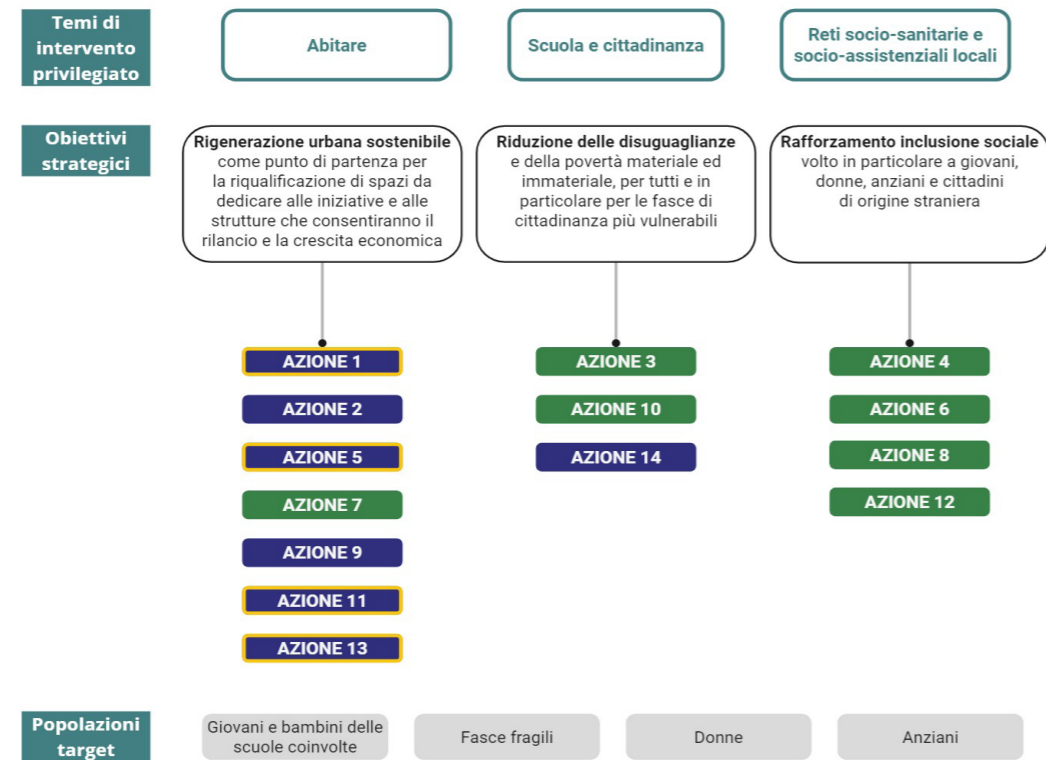 Temi di
intervento
privilegiato
Abitare
Scuola e cittadinanza
Reti socio-sanitarie e
socio-assistenziali locali
Obiettivi
strategici
Rigenerazione urbana sostenibile
come punto di partenza per
la riqualificazione di spazi da
dedicare alle iniziative e alle
strutture che consentiranno il
rilancio e la crescita economica
Riduzione delle disuguaglianze
e della povertà materiale ed
immateriale, per tutti e in
particolare per le fasce di
cittadinanza più vulnerabili
Rafforzamento inclusione sociale
volto in particolare a giovani,
donne, anziani e cittadini
di origine straniera
AZIONE 1
AZIONE 2
AZIONE 5
AZIONE 7
AZIONE 9
AZIONE 11
AZIONE 13
AZIONE 3
AZIONE 10
AZIONE 14
AZIONE 4
AZIONE 6
AZIONE 8
AZIONE 12
Popolazioni
target
Giovani e bambini delle
scuole coinvolte
Fasce fragili
Donne
Anziani